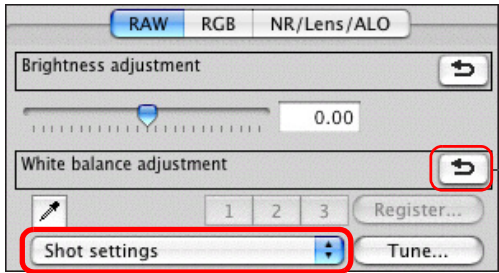 RAW RGB NR/Lens/ALO
Brightness adjustment
0.00
White balance adjustment
1 2 3 Register...
Shot settings Tune...